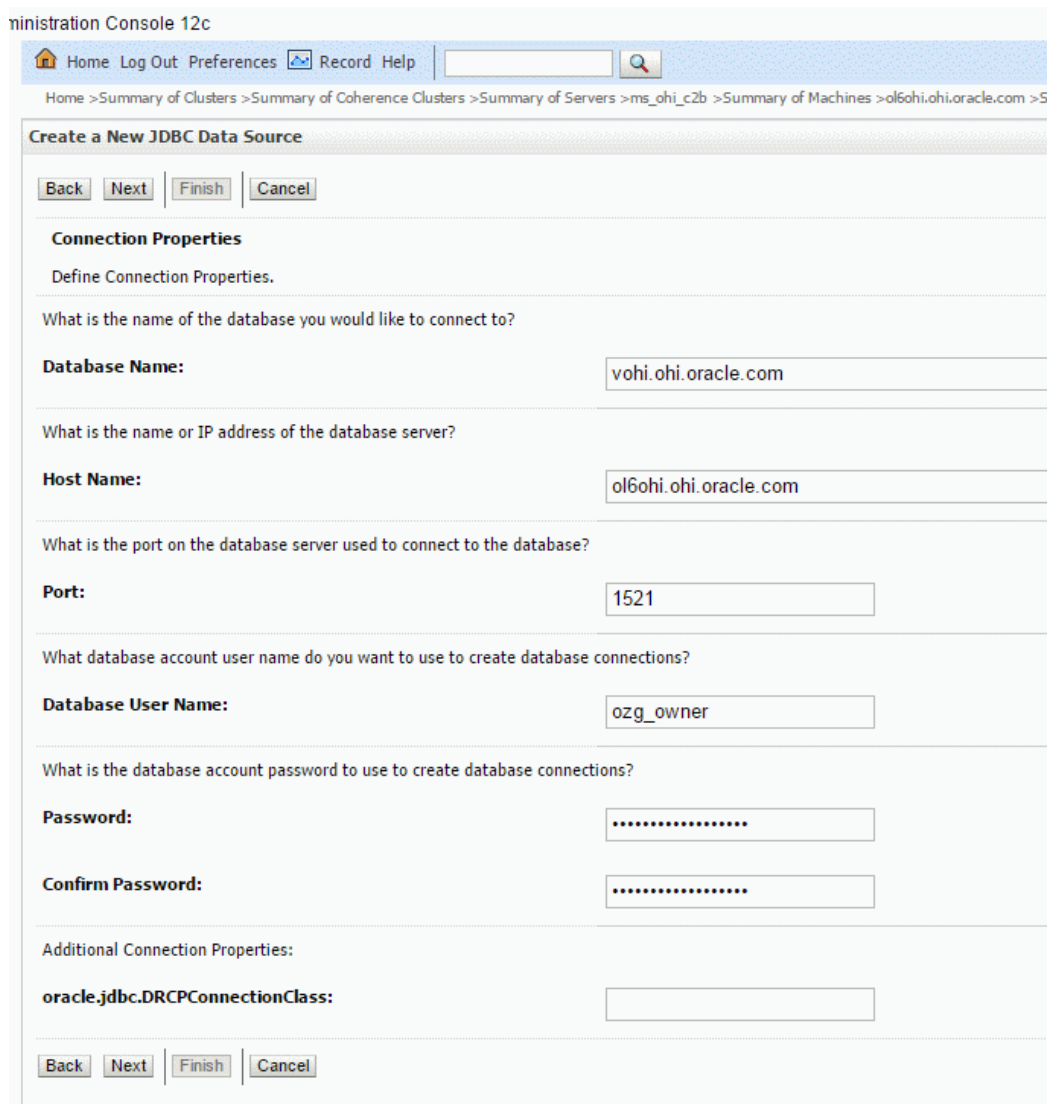 ministration Console 12c
Home Log Out Preferences Record Help
Home >Summary of Clusters >Summary of Coherence Clusters >Summary of Servers >ms_ohi_c2b >Summary of Machines >ol6ohi.ohi.oracle.com >S
Create a New JDBC Data Source
Back Next Finish Cancel
Connection Properties
Define Connection Properties.
What is the name of the database you would like to connect to?
Database Name: vohi.ohi.oracle.com
What is the name or IP address of the database server?
Host Name: ol6ohi.ohi.oracle.com
What is the port on the database server used to connect to the database?
Port: 1521
What database account user name do you want to use to create database connections?
Database User Name: ozg_owner
What is the database account password to use to create database connections?
Password: ••••••••••••••••••
Confirm Password: ••••••••••••••••••
Additional Connection Properties:
oracle.jdbc.DRCPConnectionClass:
Back Next Finish Cancel